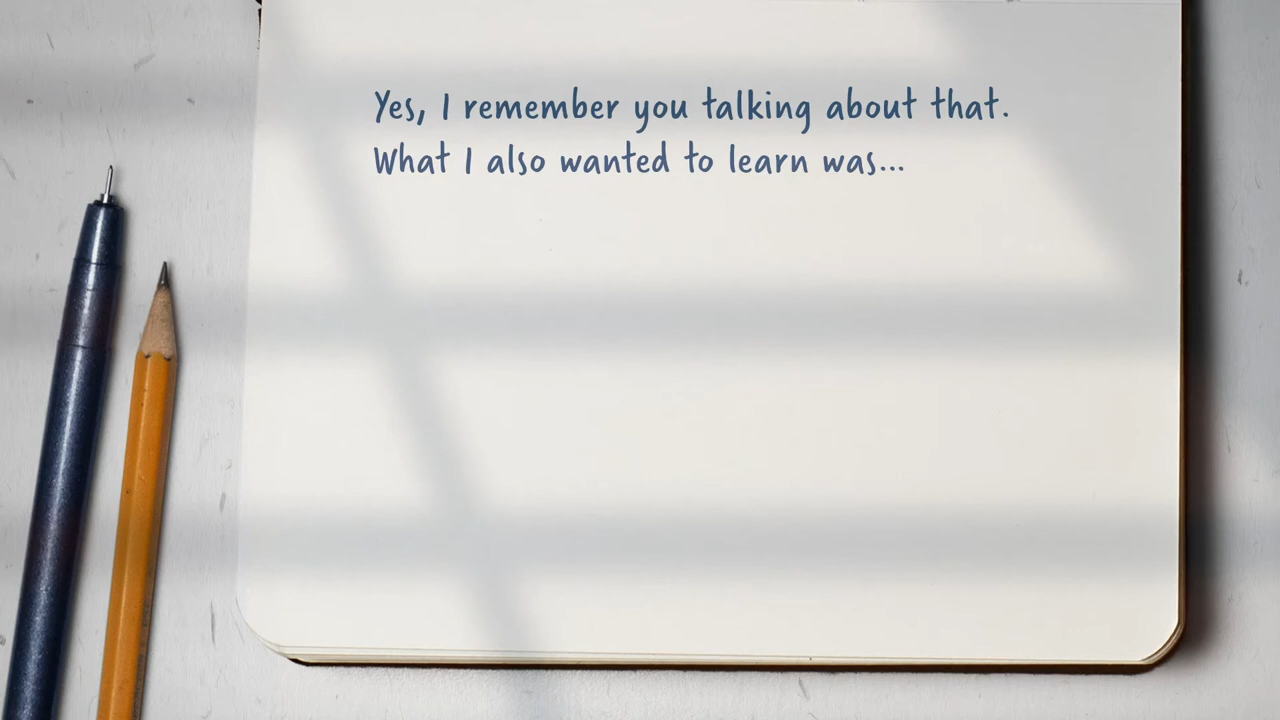 Yes, I remember you talking about that.
What I also wanted to learn was...